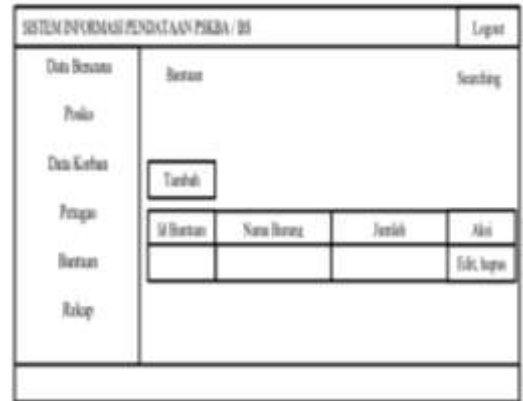 SISTEM INFORMASI PENDATAAN PSKBA / BS
Logout
Data Bencana
Posko
Data Korban
Petugas
Bantuan
Rekap
Bantuan
Searching
Tambah
Id Bantuan Nama Barang Jumlah Aksi
Edit, hapus